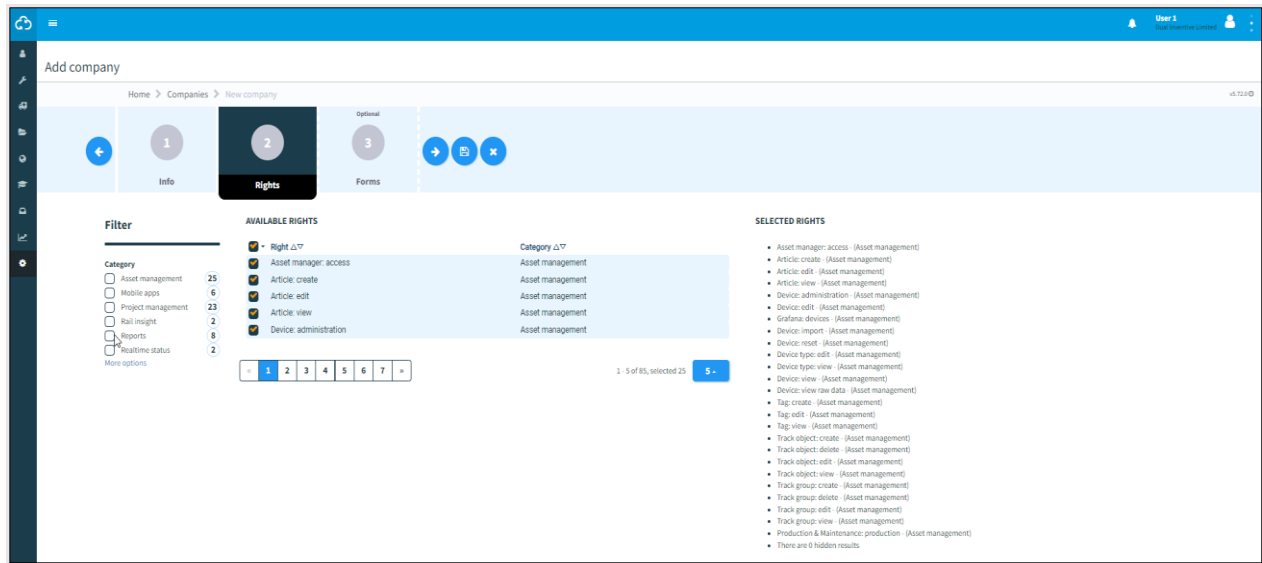 User 1
Dual Inventive Limited
Add company
Home Companies New company
v5.72.0
Optional
1
2
3
Info
Rights
Forms
Filter
Category
Asset management 25
Mobile apps 6
Project management 23
Rail insight 2
Reports 8
Realtime status 2
More options
AVAILABLE RIGHTS
Right Category
Asset manager: access Asset management
Article: create Asset management
Article: edit Asset management
Article: view Asset management
Device: administration Asset management
« 1 2 3 4 5 6 7 »
1 - 5 of 85, selected 25
5
SELECTED RIGHTS
Asset manager: access - (Asset management)
Article: create - (Asset management)
Article: edit - (Asset management)
Article: view - (Asset management)
Device: administration - (Asset management)
Device: edit - (Asset management)
Grafana: devices - (Asset management)
Device: import - (Asset management)
Device: reset - (Asset management)
Device type: edit - (Asset management)
Device type: view - (Asset management)
Device: view - (Asset management)
Device: view raw data - (Asset management)
Tag: create - (Asset management)
Tag: edit - (Asset management)
Tag: view - (Asset management)
Track object: create - (Asset management)
Track object: delete - (Asset management)
Track object: edit - (Asset management)
Track object: view - (Asset management)
Track group: create - (Asset management)
Track group: delete - (Asset management)
Track group: edit - (Asset management)
Track group: view - (Asset management)
Production & Maintenance: production - (Asset management)
There are 0 hidden results